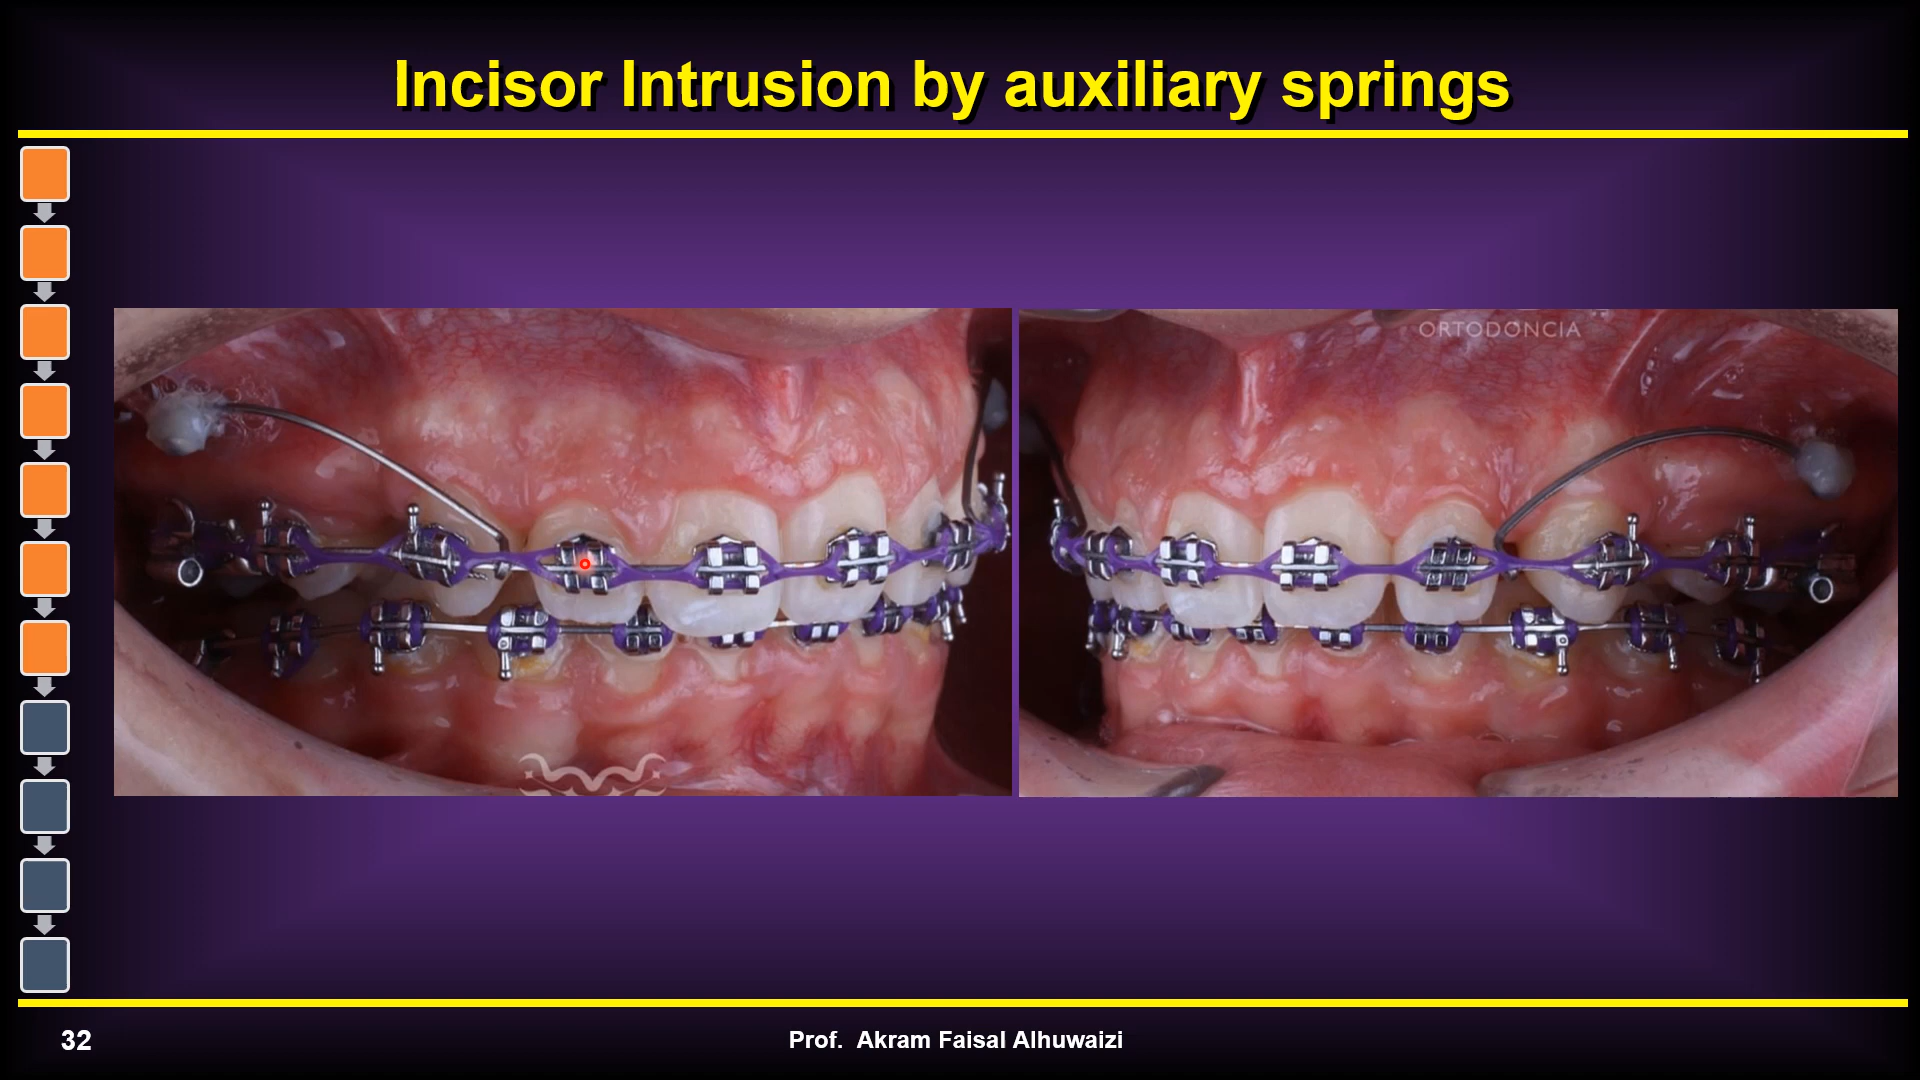 Incisor Intrusion by auxiliary springs
ORTODONCIA
32
Prof. Akram Faisal Alhuwaizi